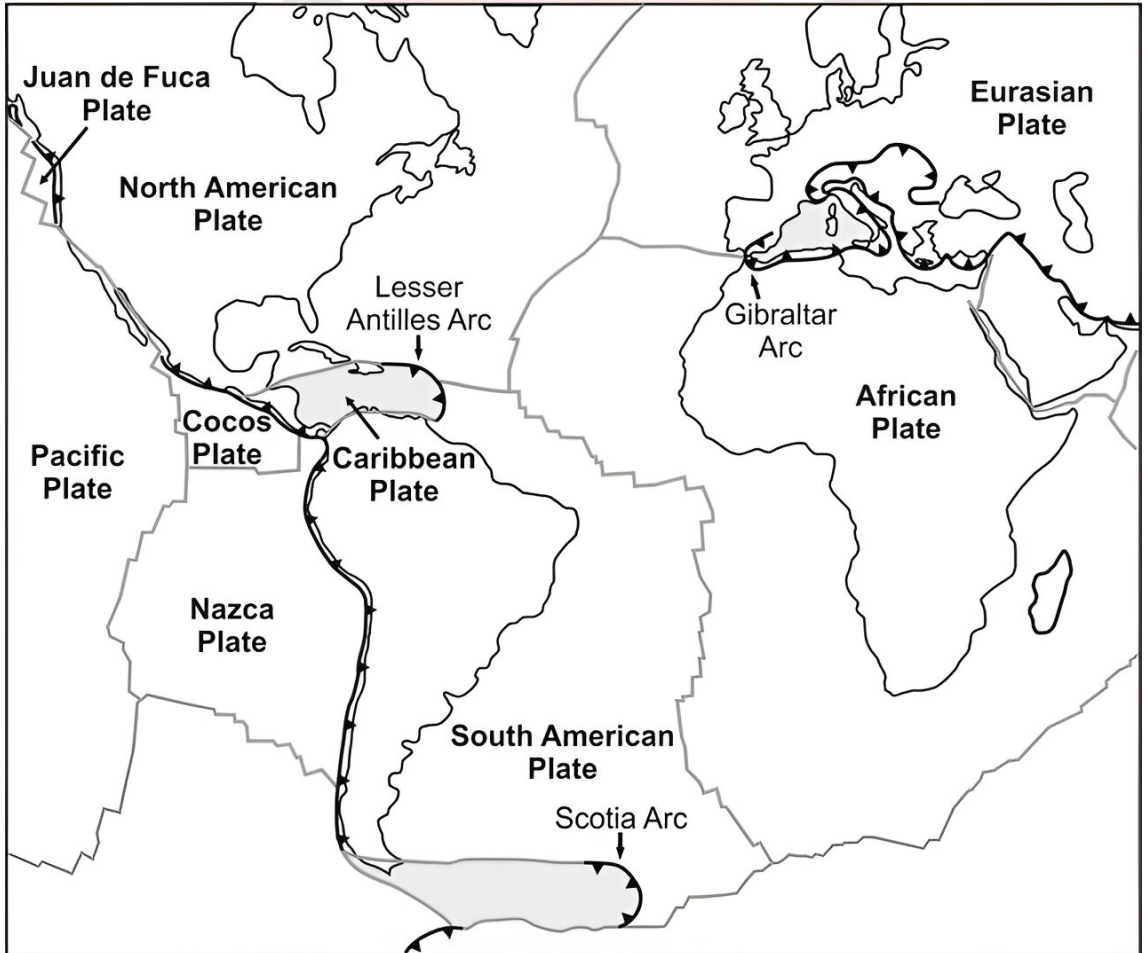 Juan de Fuca
Plate
Eurasian
Plate
North American
Plate
Lesser
Antilles Arc
Gibraltar
Arc
African
Plate
Cocos
Plate
Pacific
Plate
Caribbean
Plate
Nazca
Plate
South American
Plate
Scotia Arc